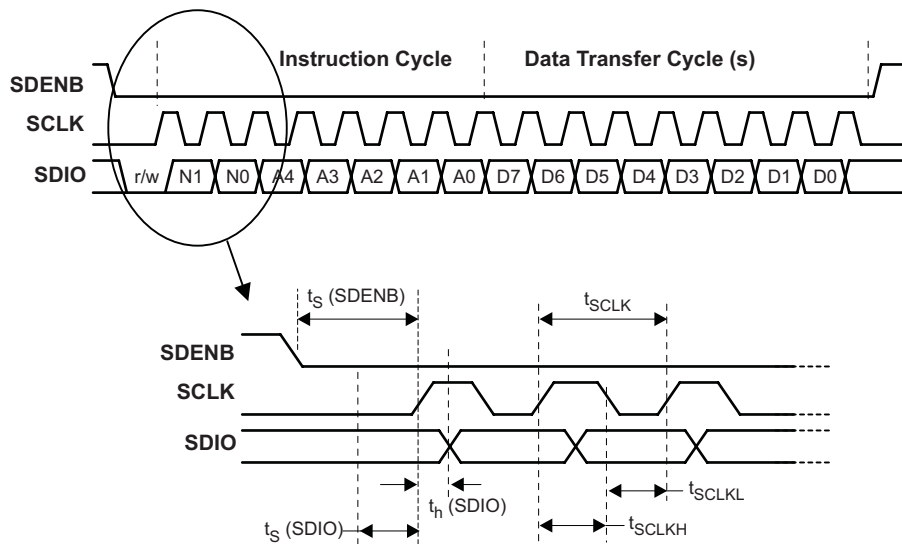 Instruction Cycle Data Transfer Cycle (s)
SDENB
SCLK
SDIO r/w N1 N0 A4 A3 A2 A1 A0 D7 D6 D5 D4 D3 D2 D1 D0
tS (SDENB) tSCLK
SDENB
SCLK
SDIO
th (SDIO) tSCLKL
tS (SDIO) tSCLKH